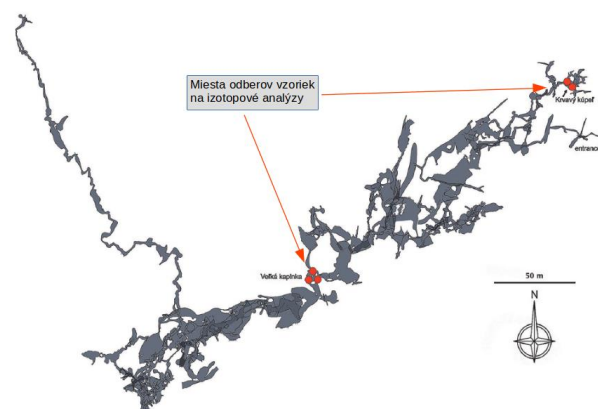 Miesta odberov vzoriek
na izotopové analýzy
Krvavý kúpeľ
entrance
Veľká kaplnka
50 m
N